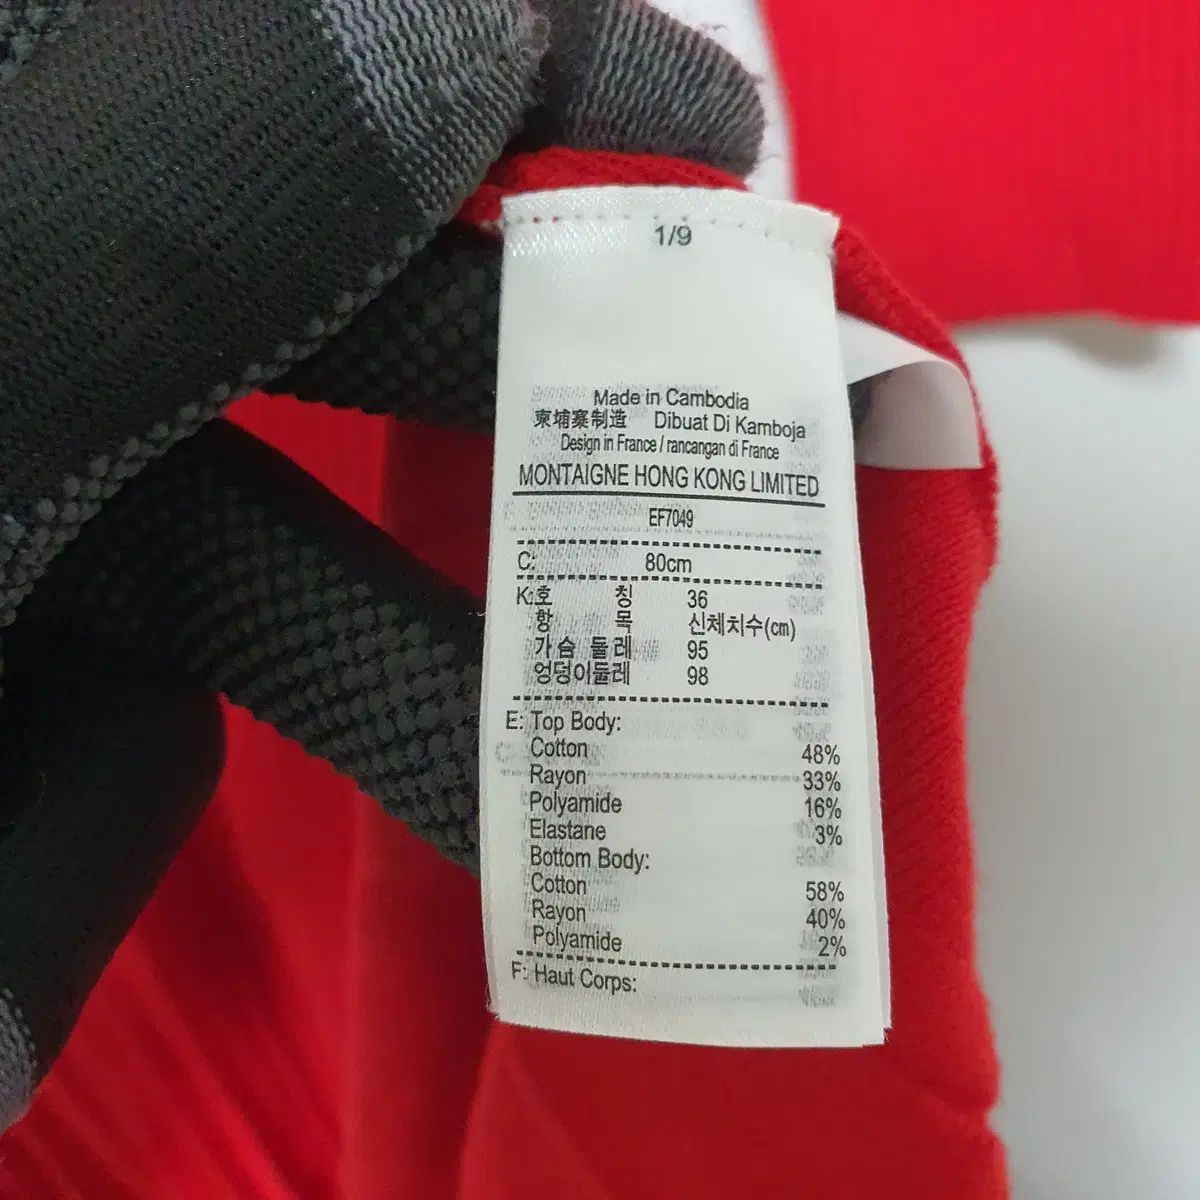 1/9
Made in Cambodia
柬埔寨制造 Dibuat Di Kamboja
Design in France / rancangan di France
MONTAIGNE HONG KONG LIMITED
EF7049
C: 80cm
K:호 칭 36
항 목 신체치수(㎝)
가슴 둘레 95
엉덩이둘레 98
E: Top Body:
Cotton 48%
Rayon 33%
Polyamide 16%
Elastane 3%
Bottom Body:
Cotton 58%
Rayon 40%
Polyamide 2%
F: Haut Corps: